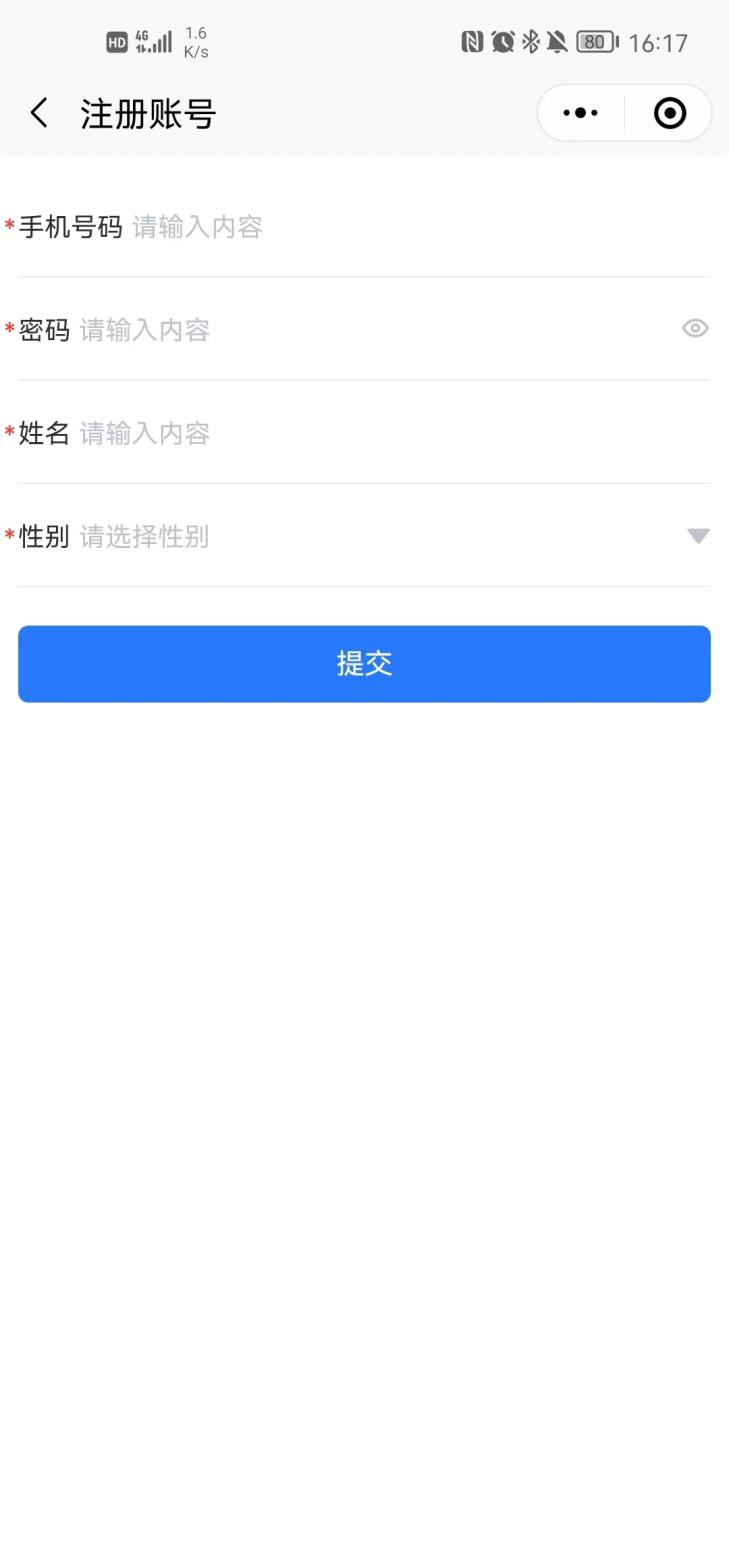 HD 4G 1.6 K/s 80 16:17
注册账号
*手机号码 请输入内容
*密码 请输入内容
*姓名 请输入内容
*性别 请选择性别
提交